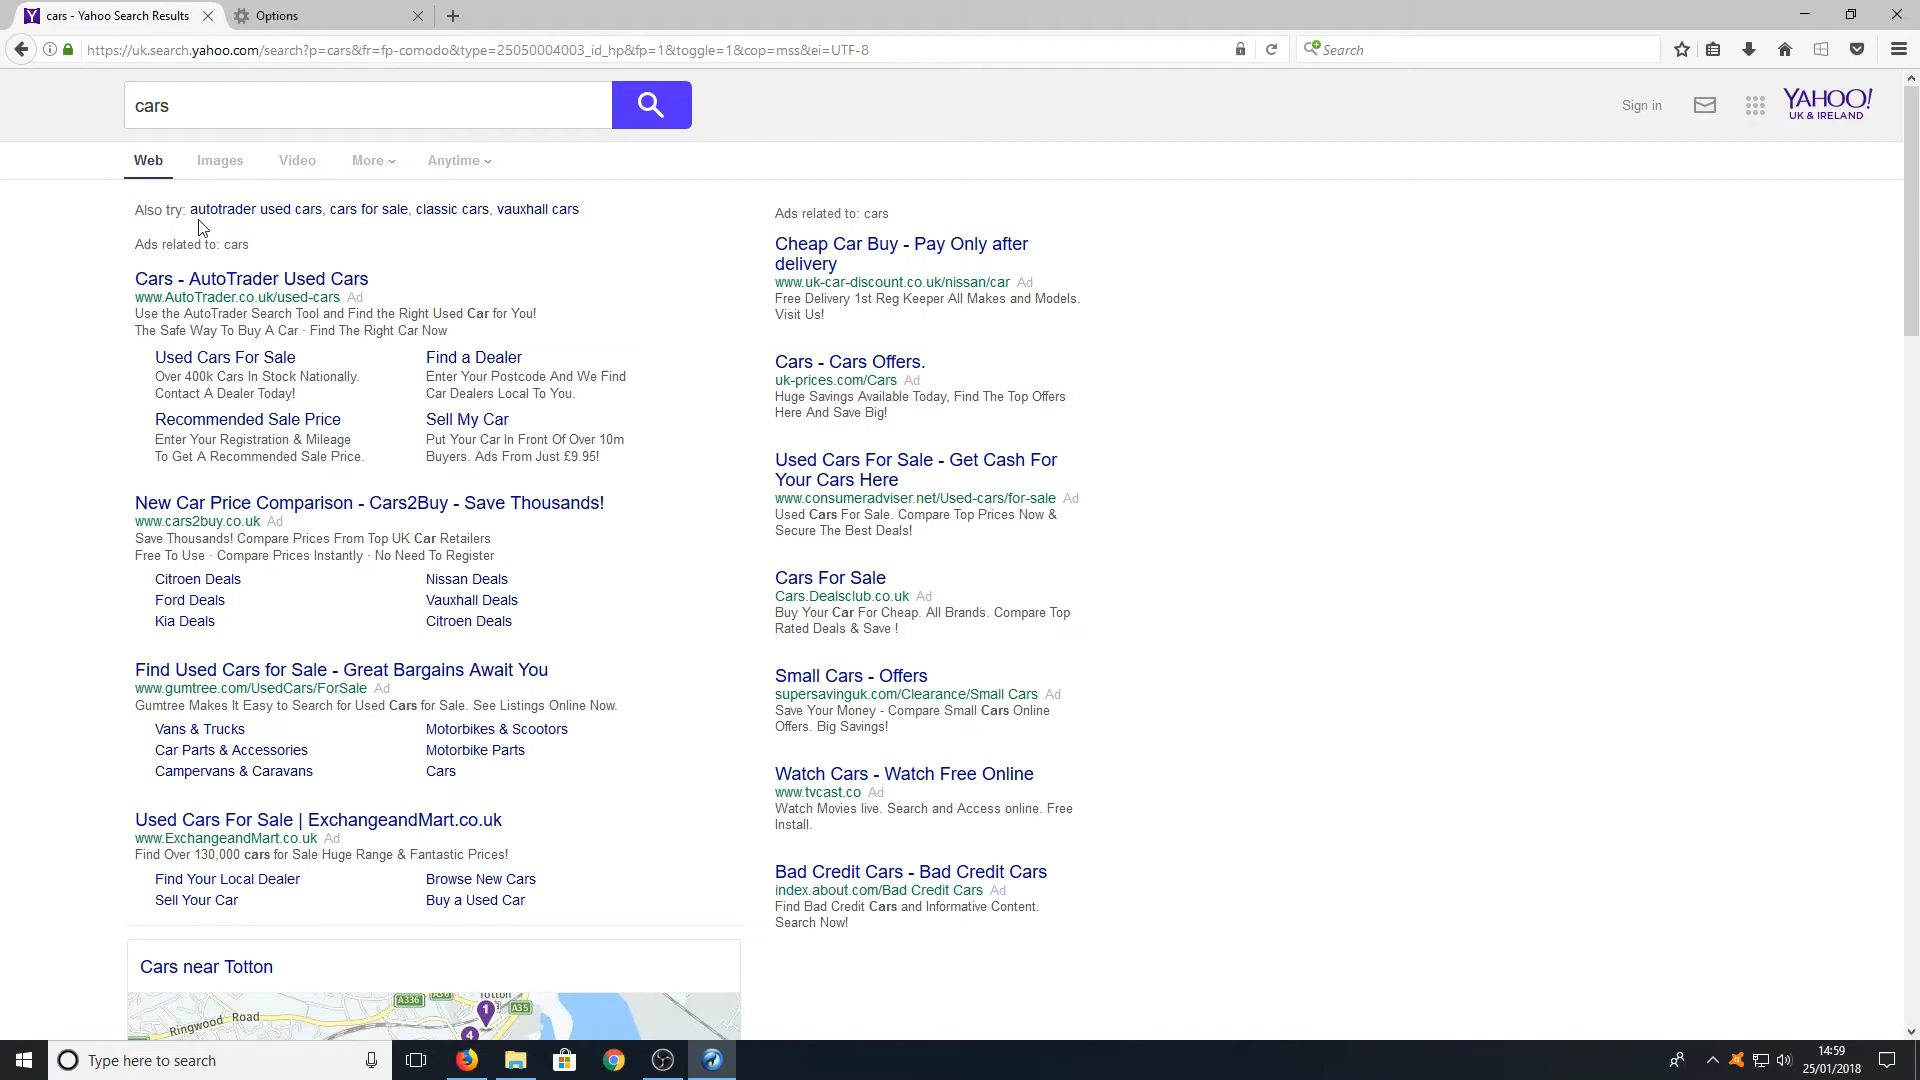 cars - Yahoo Search Results
Options
https://uk.search.yahoo.com/search?p=cars&fr=fp-comodo&type=25050004003_id_hp&fp=1&toggle=1&cop=mss&ei=UTF-8
Search
cars
Sign in
YAHOO!
UK & IRELAND
Web
Images
Video
More
Anytime
Also try: autotrader used cars, cars for sale, classic cars, vauxhall cars
Ads related to: cars
Cars - AutoTrader Used Cars
www.AutoTrader.co.uk/used-cars Ad
Use the AutoTrader Search Tool and Find the Right Used Car for You!
The Safe Way To Buy A Car · Find The Right Car Now
Used Cars For Sale
Over 400k Cars In Stock Nationally.
Contact A Dealer Today!
Find a Dealer
Enter Your Postcode And We Find
Car Dealers Local To You.
Recommended Sale Price
Enter Your Registration & Mileage
To Get A Recommended Sale Price.
Sell My Car
Put Your Car In Front Of Over 10m
Buyers. Ads From Just £9.95!
New Car Price Comparison - Cars2Buy - Save Thousands!
www.cars2buy.co.uk Ad
Save Thousands! Compare Prices From Top UK Car Retailers
Free To Use · Compare Prices Instantly · No Need To Register
Citroen Deals
Nissan Deals
Ford Deals
Vauxhall Deals
Kia Deals
Citroen Deals
Find Used Cars for Sale - Great Bargains Await You
www.gumtree.com/UsedCars/ForSale Ad
Gumtree Makes It Easy to Search for Used Cars for Sale. See Listings Online Now.
Vans & Trucks
Motorbikes & Scootors
Car Parts & Accessories
Motorbike Parts
Campervans & Caravans
Cars
Used Cars For Sale | ExchangeandMart.co.uk
www.ExchangeandMart.co.uk Ad
Find Over 130,000 cars for Sale Huge Range & Fantastic Prices!
Find Your Local Dealer
Browse New Cars
Sell Your Car
Buy a Used Car
Cars near Totton
A336
Totton
A35
1
4
Ringwood Road
Ads related to: cars
Cheap Car Buy - Pay Only after
delivery
www.uk-car-discount.co.uk/nissan/car Ad
Free Delivery 1st Reg Keeper All Makes and Models.
Visit Us!
Cars - Cars Offers.
uk-prices.com/Cars Ad
Huge Savings Available Today, Find The Top Offers
Here And Save Big!
Used Cars For Sale - Get Cash For
Your Cars Here
www.consumeradviser.net/Used-cars/for-sale Ad
Used Cars For Sale. Compare Top Prices Now &
Secure The Best Deals!
Cars For Sale
Cars.Dealsclub.co.uk Ad
Buy Your Car For Cheap. All Brands. Compare Top
Rated Deals & Save !
Small Cars - Offers
supersavinguk.com/Clearance/Small Cars Ad
Save Your Money - Compare Small Cars Online
Offers. Big Savings!
Watch Cars - Watch Free Online
www.tvcast.co Ad
Watch Movies live. Search and Access online. Free
Install.
Bad Credit Cars - Bad Credit Cars
index.about.com/Bad Credit Cars Ad
Find Bad Credit Cars and Informative Content.
Search Now!
Type here to search
14:59
25/01/2018